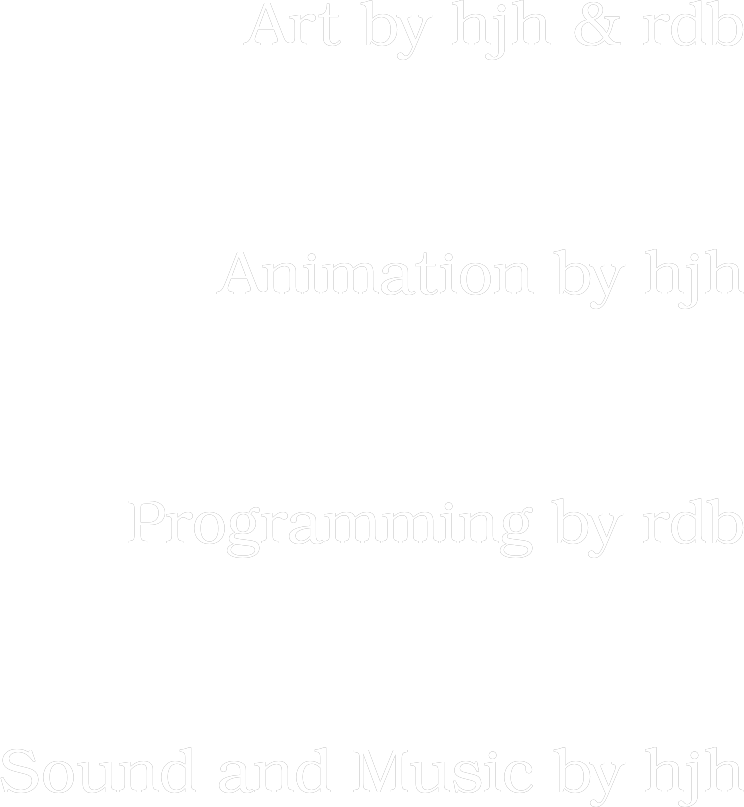 Art by hjh & rdb
Animation by hjh
Programming by rdb
Sound and Music by hjh